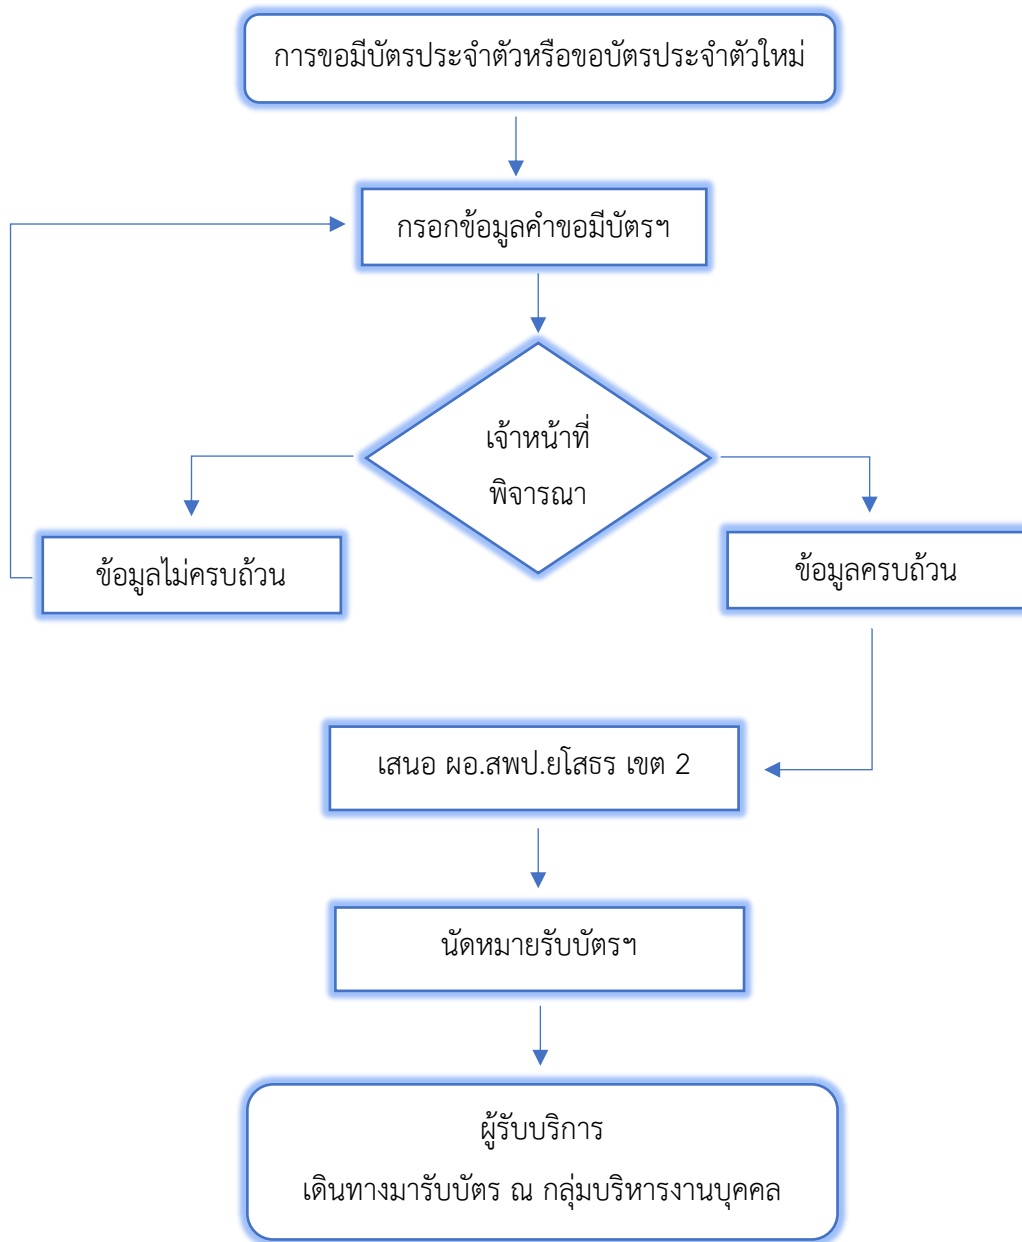 การขอมีบัตรประจำตัวหรือขอบัตรประจำตัวใหม่
กรอกข้อมูลคำขอมีบัตรฯ
เจ้าหน้าที่
พิจารณา
ข้อมูลไม่ครบถ้วน
ข้อมูลครบถ้วน
เสนอ ผอ.สพป.ยโสธร เขต 2
นัดหมายรับบัตรฯ
ผู้รับบริการ
เดินทางมารับบัตร ณ กลุ่มบริหารงานบุคคล